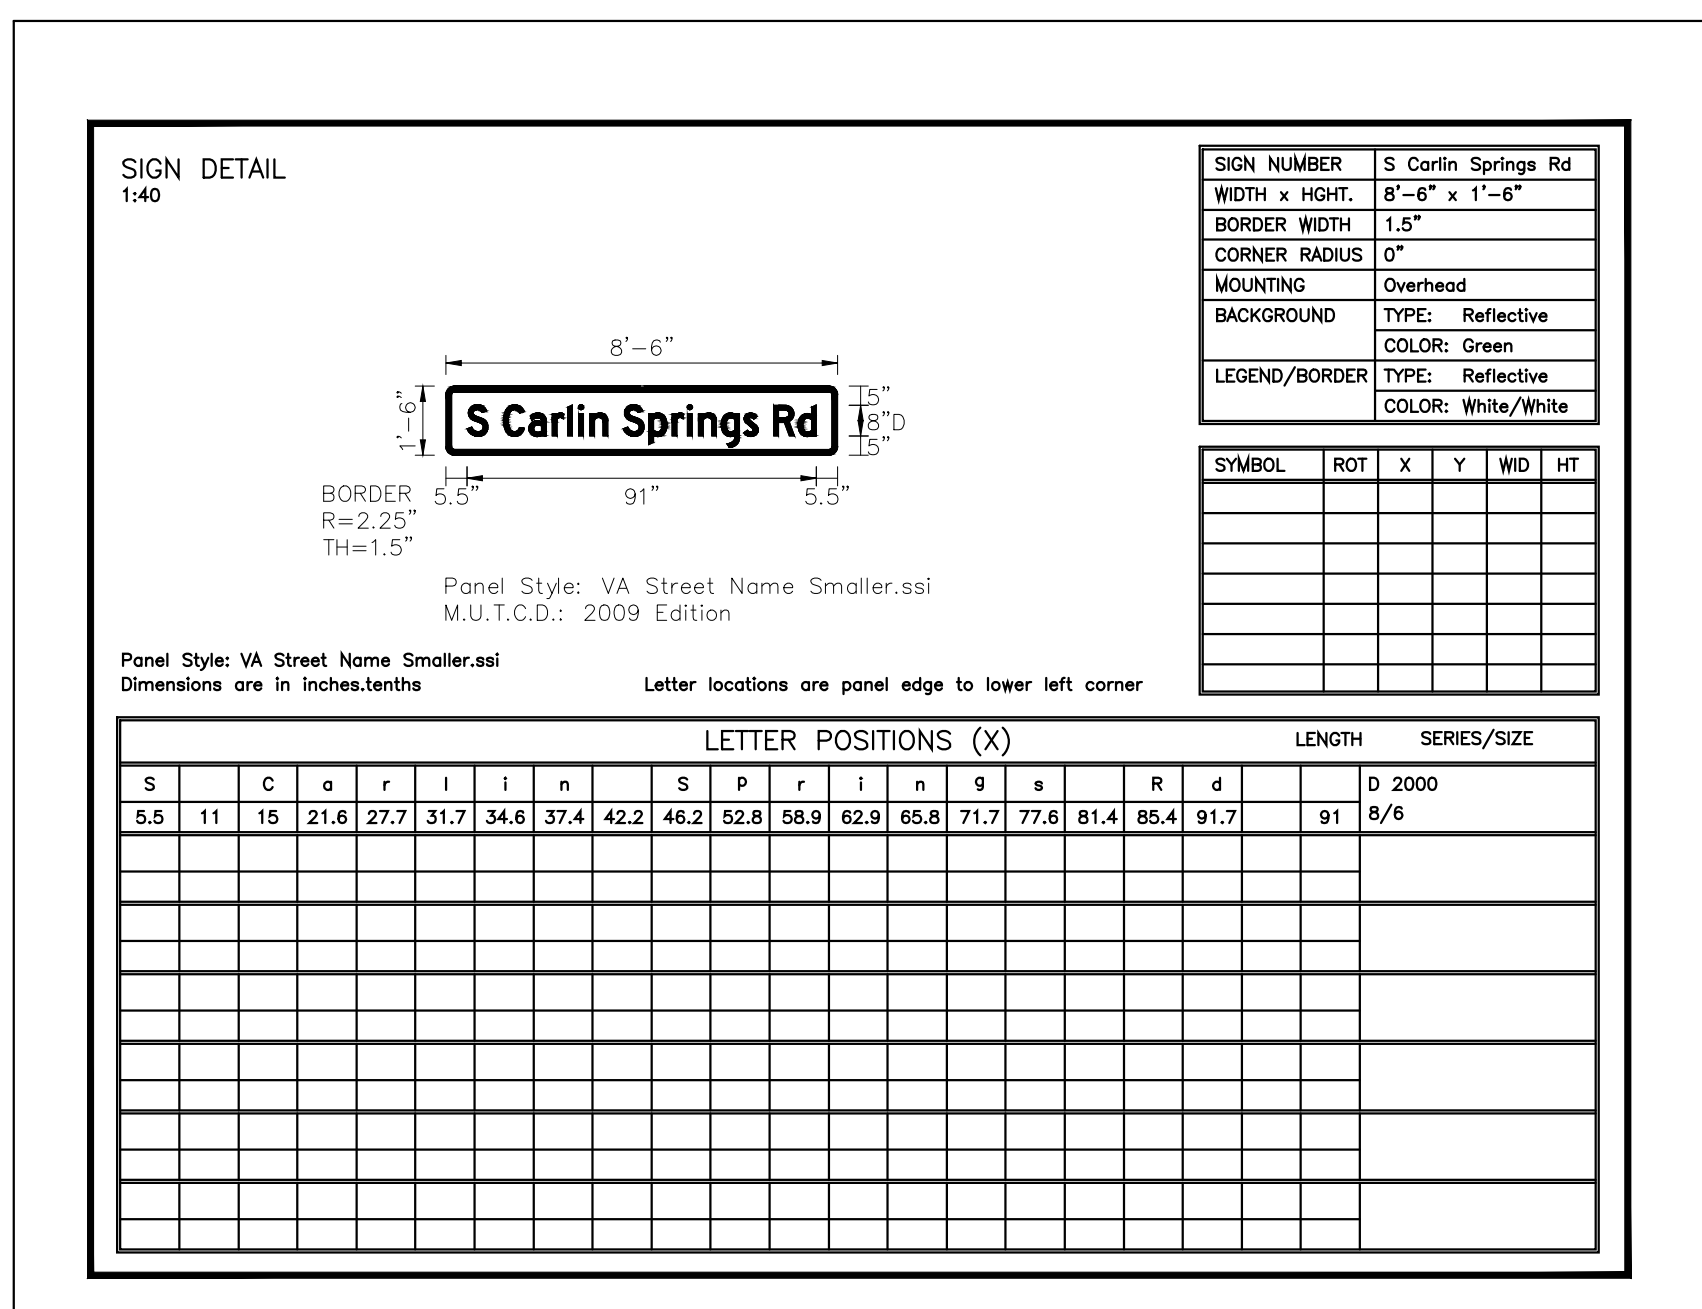 SIGN DETAIL
1:40
SIGN NUMBER S Carlin Springs Rd
WIDTH x HGHT. 8'-6" x 1'-6"
BORDER WIDTH 1.5"
CORNER RADIUS 0"
MOUNTING Overhead
BACKGROUND TYPE: Reflective
COLOR: Green
LEGEND/BORDER TYPE: Reflective
COLOR: White/White
8'-6"
1'-6"
S Carlin Springs Rd
5"
8"D
5"
5.5" 91" 5.5"
BORDER
R=2.25"
TH=1.5"
Panel Style: VA Street Name Smaller.ssi
M.U.T.C.D.: 2009 Edition
SYMBOL ROT X Y WID HT
Panel Style: VA Street Name Smaller.ssi
Dimensions are in inches.tenths Letter locations are panel edge to lower left corner
LETTER POSITIONS (X) LENGTH SERIES/SIZE
S C a r l i n S p r i n g s R d D 2000
5.5 11 15 21.6 27.7 31.7 34.6 37.4 42.2 46.2 52.8 58.9 62.9 65.8 71.7 77.6 81.4 85.4 91.7 91 8/6